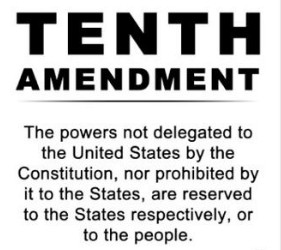 TENTH
AMENDMENT
The powers not delegated to
the United States by the
Constitution, nor prohibited by
it to the States, are reserved
to the States respectively, or
to the people.